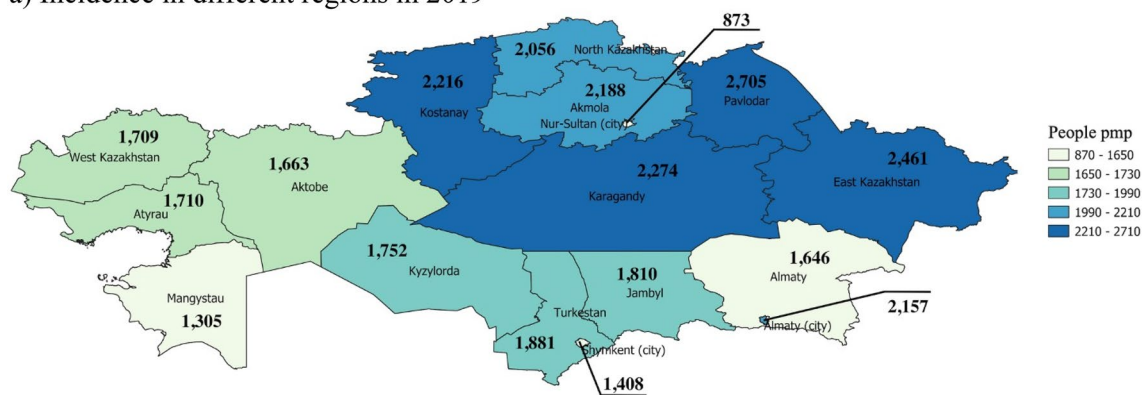 a) Incidence in different regions in 2019
873
2,056
North Kazakhstan
2,216
Kostanay
2,188
Akmola
Nur-Sultan (city)
2,705
Pavlodar
1,709
West Kazakhstan
1,663
Aktobe
1,710
Atyrau
2,274
Karagandy
2,461
East Kazakhstan
People pmp
870 - 1650
1650 - 1730
1730 - 1990
1990 - 2210
2210 - 2710
1,752
Kyzylorda
1,810
Jambyl
1,646
Almaty
Mangystau
1,305
Turkestan
1,881
Shymkent (city)
1,408
Almaty (city)
2,157